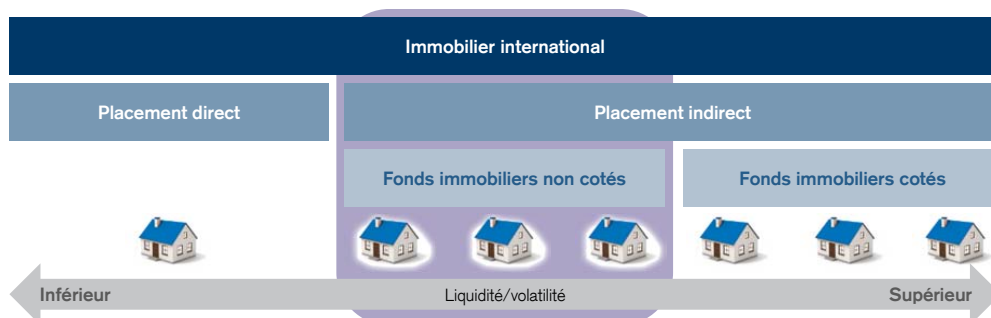 Immobilier international
Placement direct
Placement indirect
Fonds immobiliers non cotés
Fonds immobiliers cotés
Inférieur
Liquidité/volatilité
Supérieur